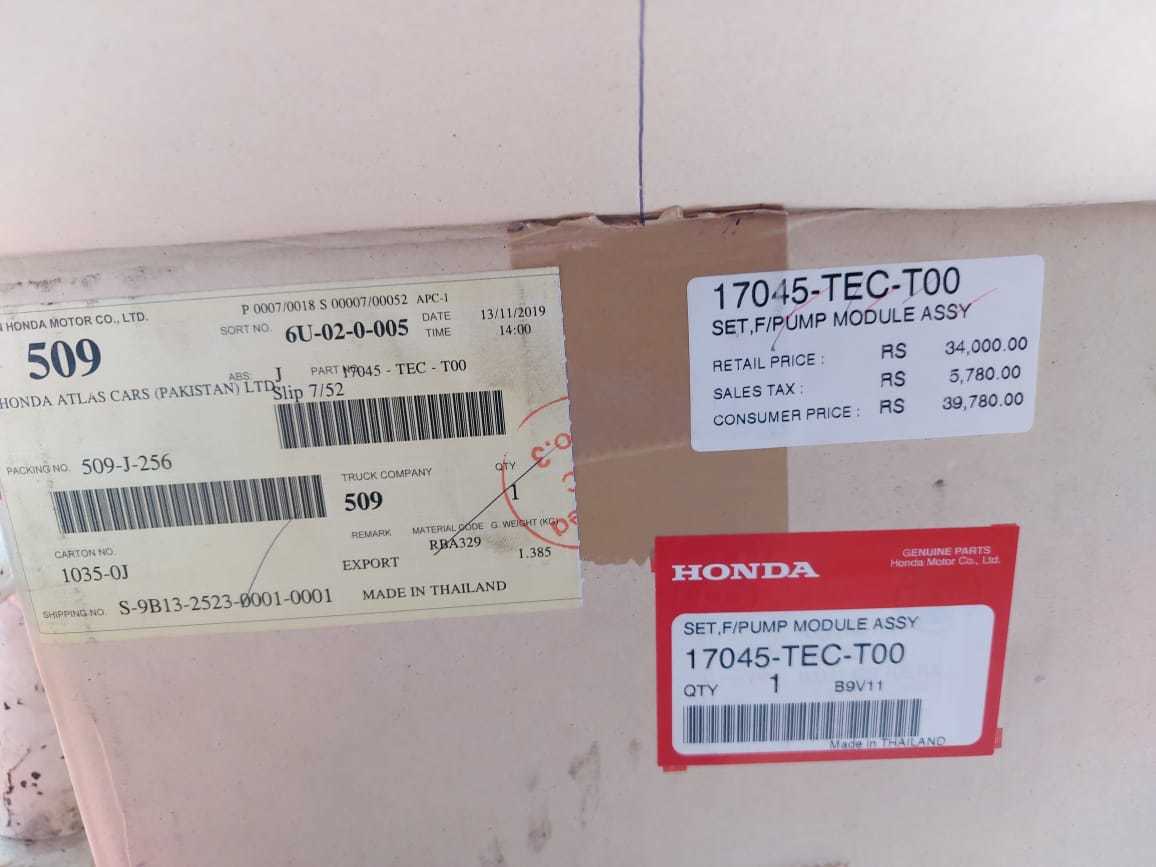 N HONDA MOTOR CO., LTD.
P 0007/0018 S 00007/00052 APC-1
509
SORT NO. 6U-02-0-005
DATE 13/11/2019
TIME 14:00
ABS: J PART NO. 17045 - TEC - T00
HONDA ATLAS CARS (PAKISTAN) LTD.
Slip 7/52
PACKING NO. 509-J-256
TRUCK COMPANY
509
QTY
1
CARTON NO.
1035-0J
REMARK
EXPORT
MATERIAL CODE
RBA329
G. WEIGHT (KG)
1.385
SHIPPING NO. S-9B13-2523-0001-0001
MADE IN THAILAND
17045-TEC-T00
SET,F/PUMP MODULE ASSY
RETAIL PRICE : RS 34,000.00
SALES TAX : RS 5,780.00
CONSUMER PRICE : RS 39,780.00
HONDA
GENUINE PARTS
Honda Motor Co., Ltd.
SET,F/PUMP MODULE ASSY
17045-TEC-T00
QTY 1 B9V11
Made in THAILAND